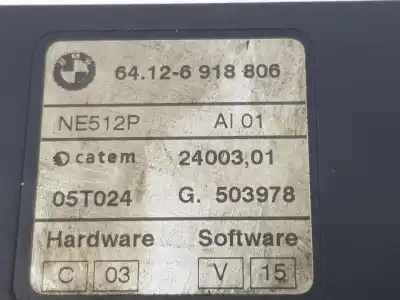 64.12-6 918 806
NE512P AI 01
catem 24003,01
05T024 G. 503978
Hardware Software
C 03 V 15